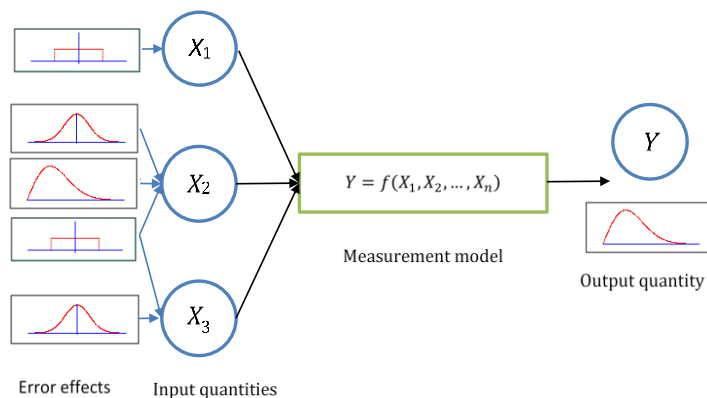 X₁
X₂
Y = f(X₁, X₂, … , Xₙ)
Y
Measurement model
Output quantity
X₃
Error effects
Input quantities